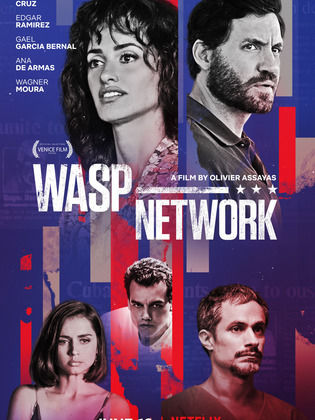 CRUZ
EDGAR
RAMIREZ
GAEL
GARCIA BERNAL
ANA
DE ARMAS
WAGNER
MOURA
VENICE FILM
A FILM BY OLIVIER ASSAYAS
WASP
NETWORK
NETFLIX